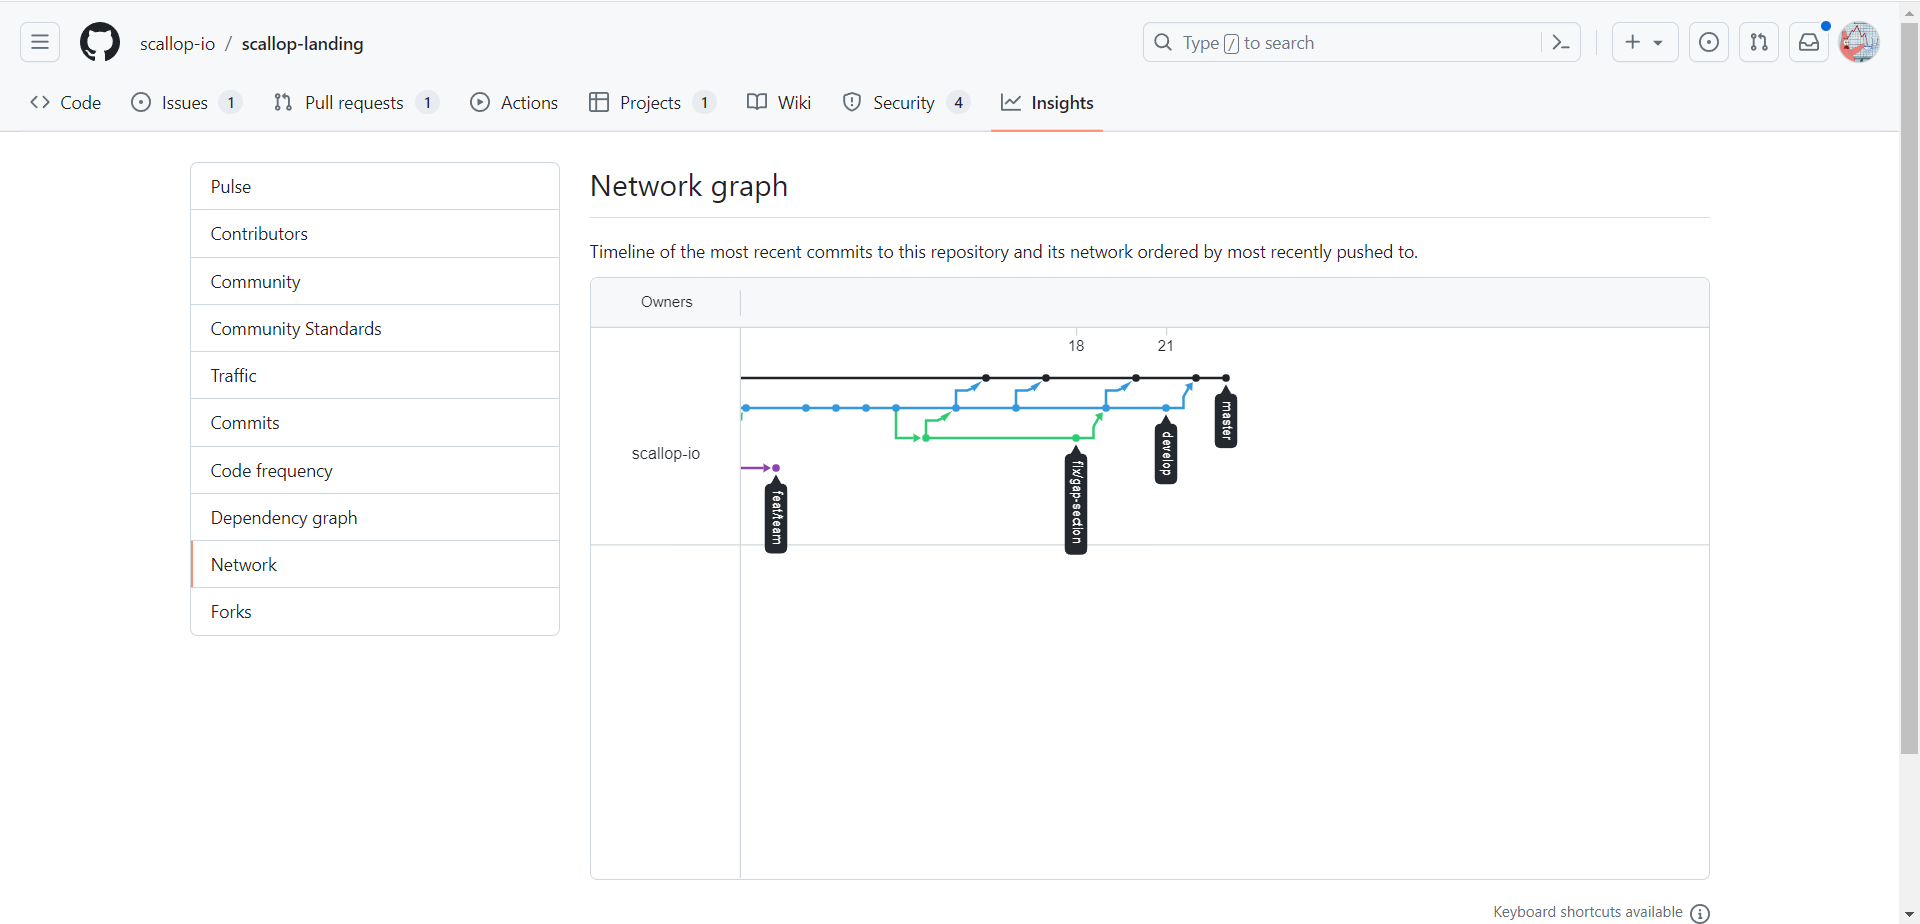 scallop-io / scallop-landing
Type / to search
Code
Issues 1
Pull requests 1
Actions
Projects 1
Wiki
Security 4
Insights
Pulse
Contributors
Community
Community Standards
Traffic
Commits
Code frequency
Dependency graph
Network
Forks
Network graph
Timeline of the most recent commits to this repository and its network ordered by most recently pushed to.
Owners
18
21
scallop-io
master
develop
fix/gap-section
feat/team
Keyboard shortcuts available